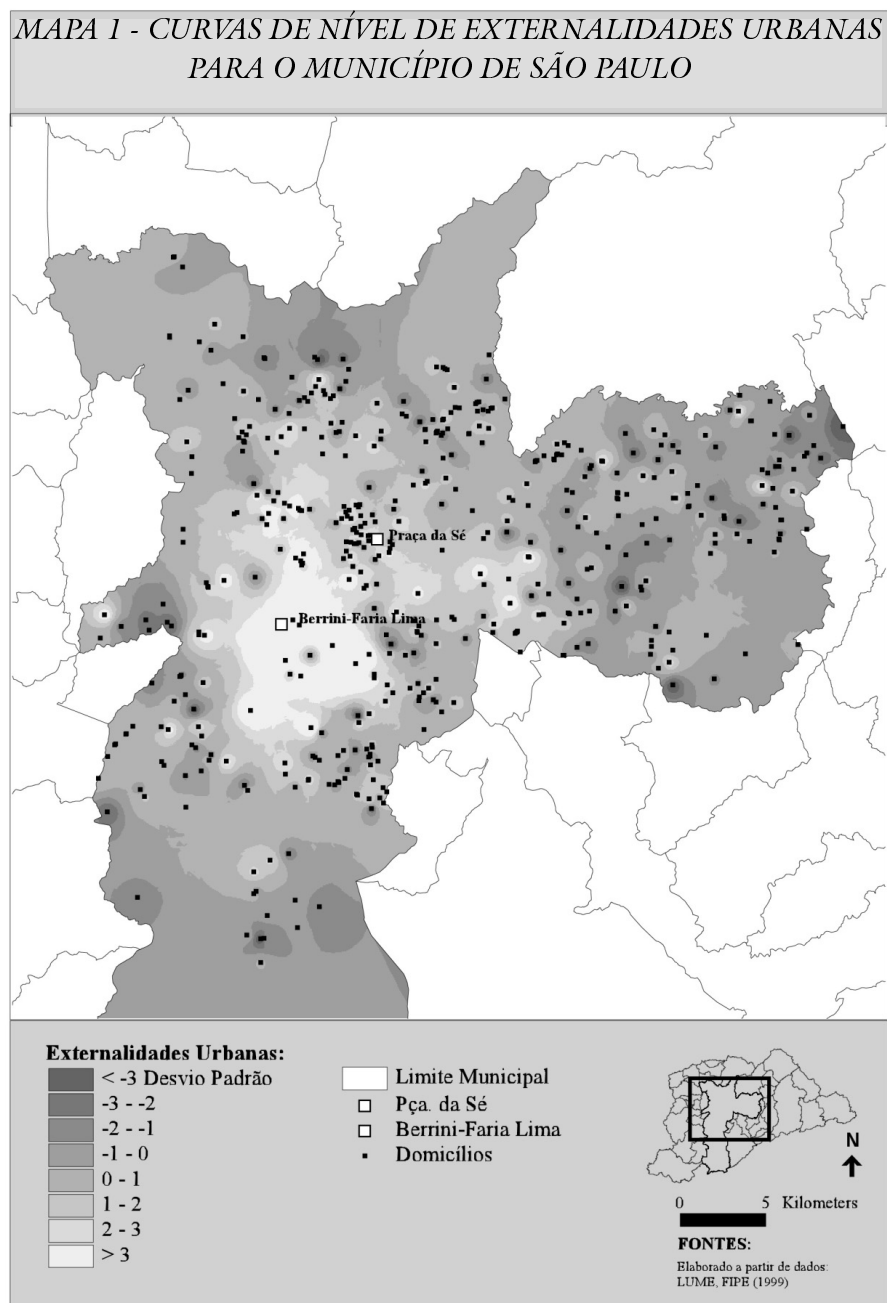 MAPA 1 - CURVAS DE NÍVEL DE EXTERNALIDADES URBANAS
PARA O MUNICÍPIO DE SÃO PAULO
Praça da Sé
Berrini-Faria Lima
Externalidades Urbanas:
< -3 Desvio Padrão
-3 - -2
-2 - -1
-1 - 0
0 - 1
1 - 2
2 - 3
> 3
Limite Municipal
Pça. da Sé
Berrini-Faria Lima
Domicílios
N
0 5 Kilometers
FONTES:
Elaborado a partir de dados:
LUME, FIPE (1999)